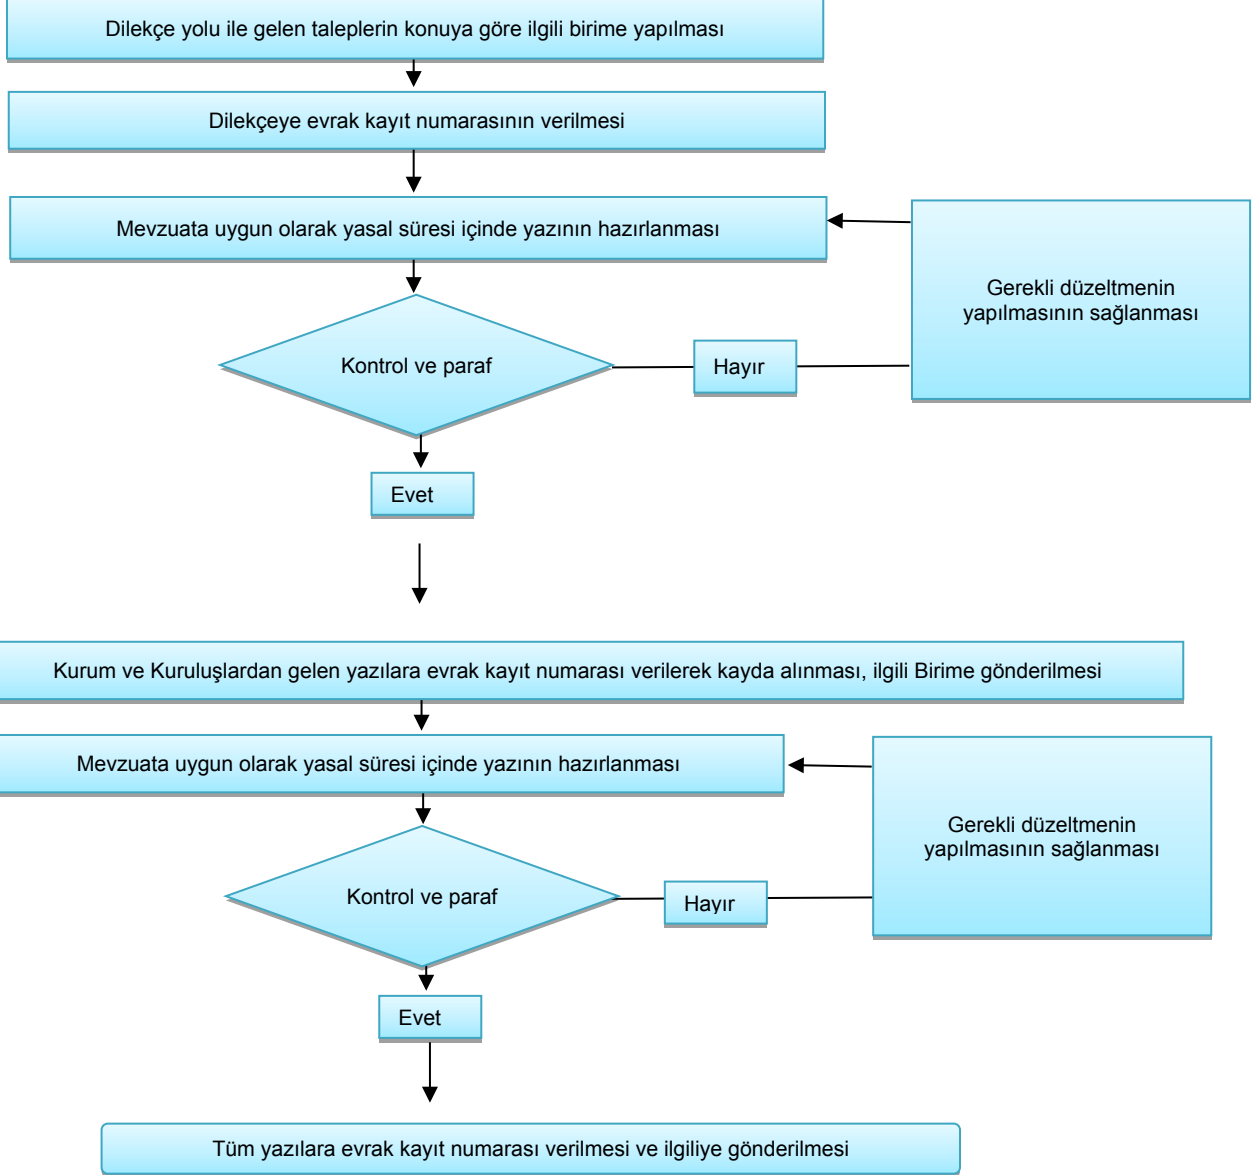 Dilekçe yolu ile gelen taleplerin konuya göre ilgili birime yapılması
Dilekçeye evrak kayıt numarasının verilmesi
Mevzuata uygun olarak yasal süresi içinde yazının hazırlanması
Gerekli düzeltmenin
yapılmasının sağlanması
Kontrol ve paraf
Hayır
Evet
Kurum ve Kuruluşlardan gelen yazılara evrak kayıt numarası verilerek kayda alınması, ilgili Birime gönderilmesi
Mevzuata uygun olarak yasal süresi içinde yazının hazırlanması
Gerekli düzeltmenin
yapılmasının sağlanması
Kontrol ve paraf
Hayır
Evet
Tüm yazılara evrak kayıt numarası verilmesi ve ilgiliye gönderilmesi